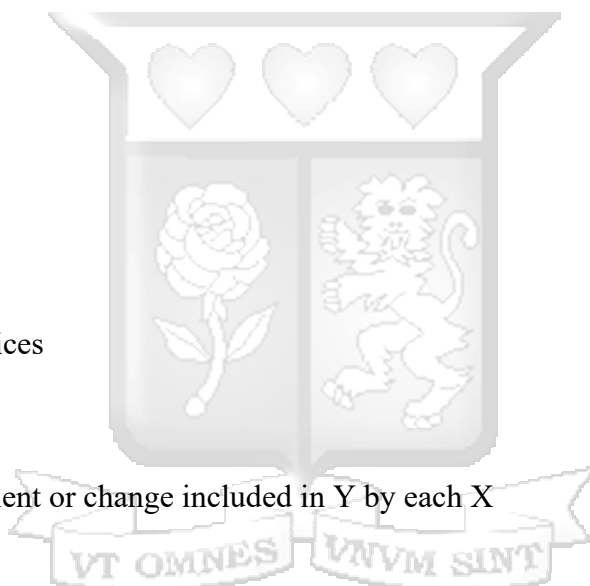 ices
ent or change included in Y by each X
VT OMNES VNVM SINT